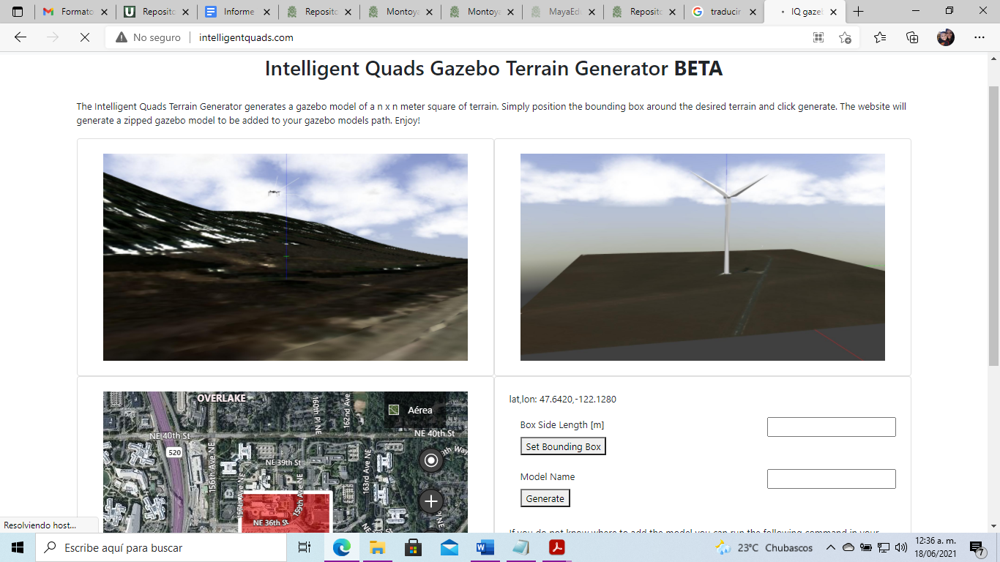 Formato
Reposito
Informe
Reposito
Montoya
Montoya
MayaEd
Reposito
traducir
IQ gazeb
No seguro
intelligentquads.com
Intelligent Quads Gazebo Terrain Generator BETA
The Intelligent Quads Terrain Generator generates a gazebo model of a n x n meter square of terrain. Simply position the bounding box around the desired terrain and click generate. The website will
generate a zipped gazebo model to be added to your gazebo models path. Enjoy!
OVERLAKE
Aérea
160th Pl NE
162nd Ave
NE 40th St
NE 40th St
520
156th Ave NE
NE 39th St
157th Ave NE
159th Ave NE
163rd Ave NE
NE 36th St
lat,lon: 47.6420,-122.1280
Box Side Length [m]
Set Bounding Box
Model Name
Generate
If you do not know where to add the model you can run the following command in your
Resolviendo host...
Escribe aquí para buscar
23°C Chubascos
12:36 a. m.
18/06/2021
7